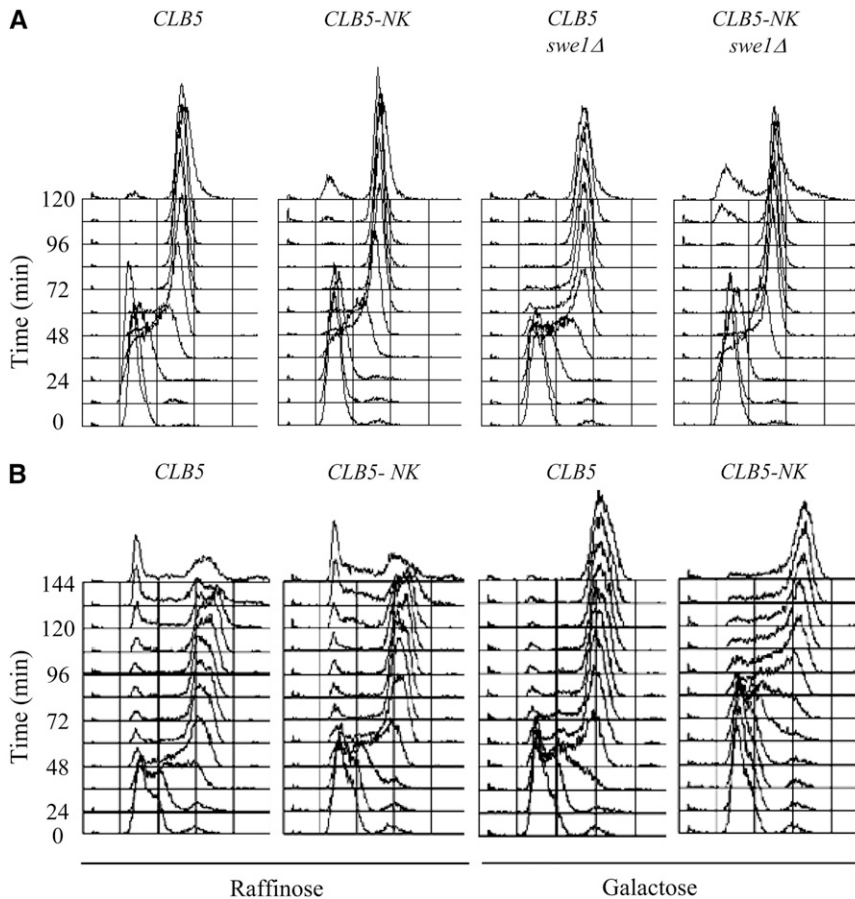 A
CLB5 CLB5-NK CLB5 CLB5-NK
swe1Δ swe1Δ
120
96
72
48
24
0
Time (min)
B
CLB5 CLB5- NK CLB5 CLB5-NK
144
120
96
72
48
24
0
Time (min)
Raffinose Galactose